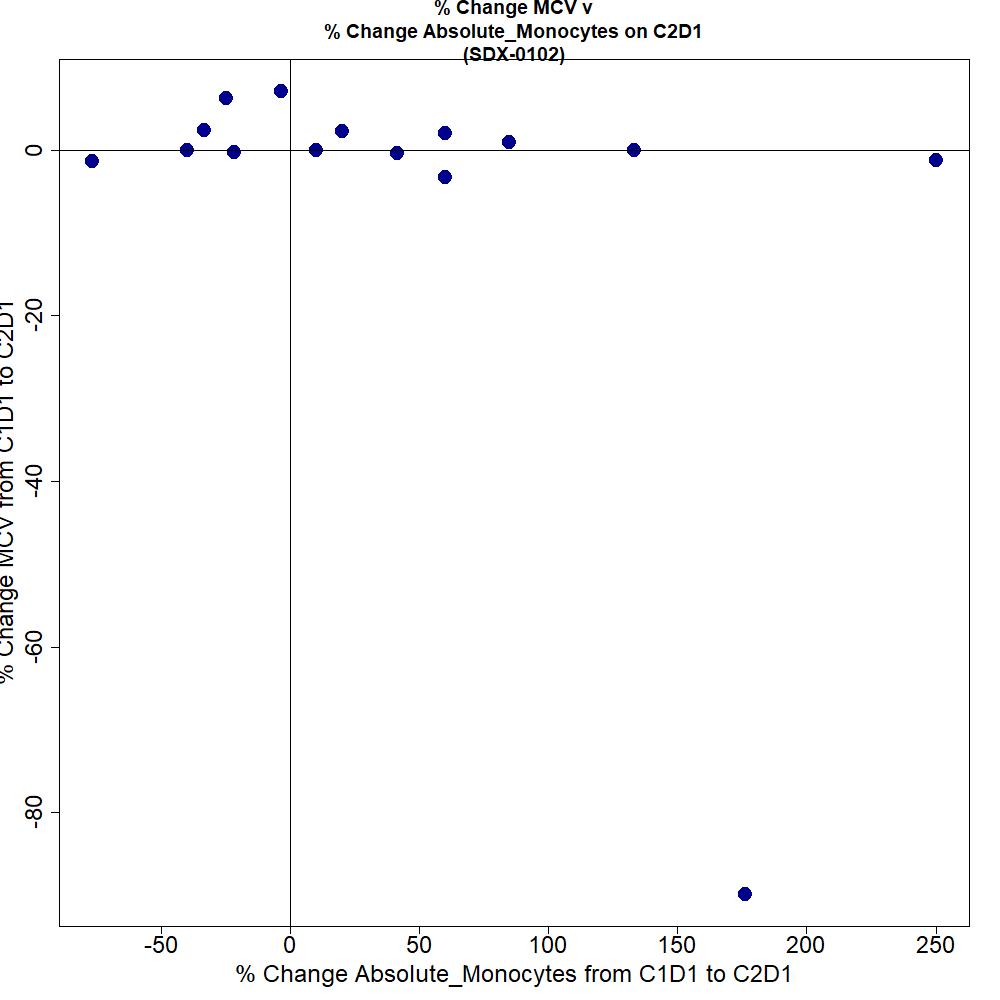 % Change MCV v
% Change Absolute_Monocytes on C2D1
(SDX-0102)
% Change MCV from C1D1 to C2D1
0
-20
-40
-60
-80
-50
0
50
100
150
200
250
% Change Absolute_Monocytes from C1D1 to C2D1